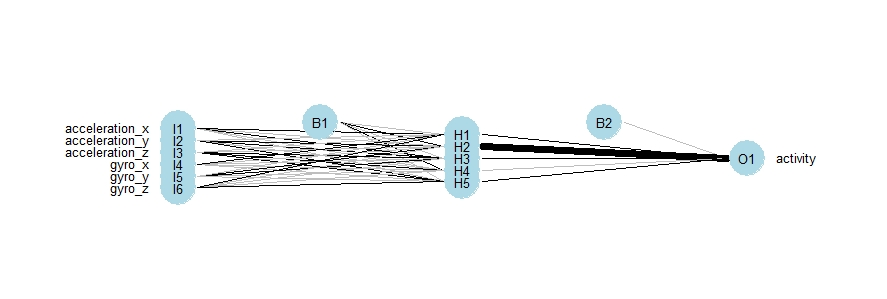 acceleration_x
acceleration_y
acceleration_z
gyro_x
gyro_y
gyro_z
I1
I2
I3
I4
I5
I6
B1
H1
H2
H3
H4
H5
B2
O1
activity